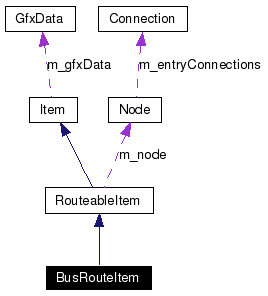 GfxData
Connection
m_gfxData
m_entryConnections
Item
Node
m_node
RouteableItem
BusRouteItem